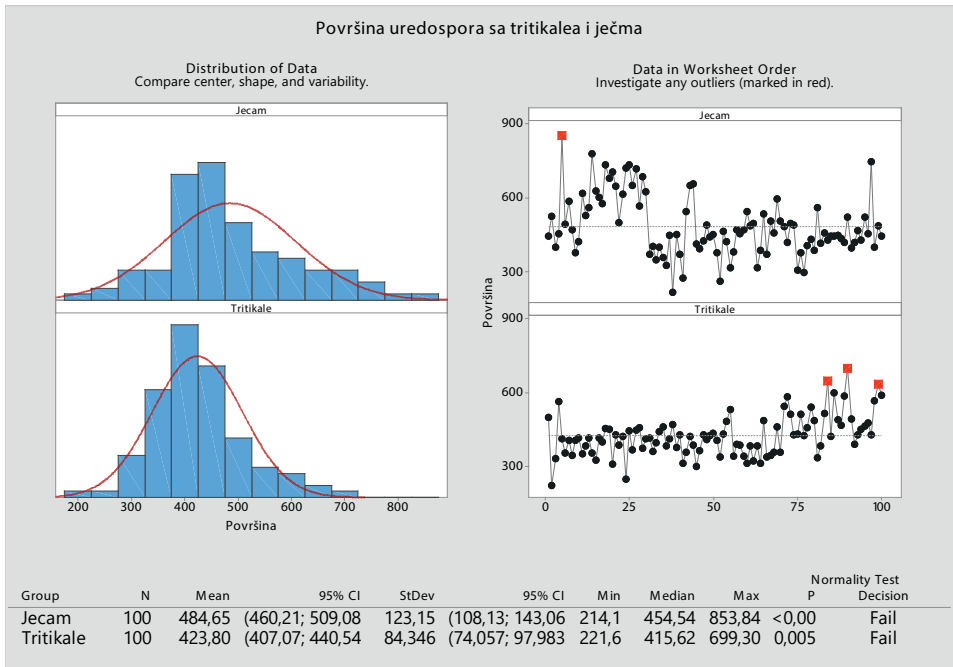 Površina uredospora sa tritikalea i ječma
Distribution of Data
Compare center, shape, and variability.
Jecam
Tritikale
200 300 400 500 600 700 800
Površina
Data in Worksheet Order
Investigate any outliers (marked in red).
Jecam
900
600
300
Površina
Tritikale
900
600
300
0 25 50 75 100
Normality Test
Group N Mean 95% CI StDev 95% CI Min Median Max P Decision
Jecam 100 484,65 (460,21; 509,08 123,15 (108,13; 143,06 214,1 454,54 853,84 <0,00 Fail
Tritikale 100 423,80 (407,07; 440,54 84,346 (74,057; 97,983 221,6 415,62 699,30 0,005 Fail